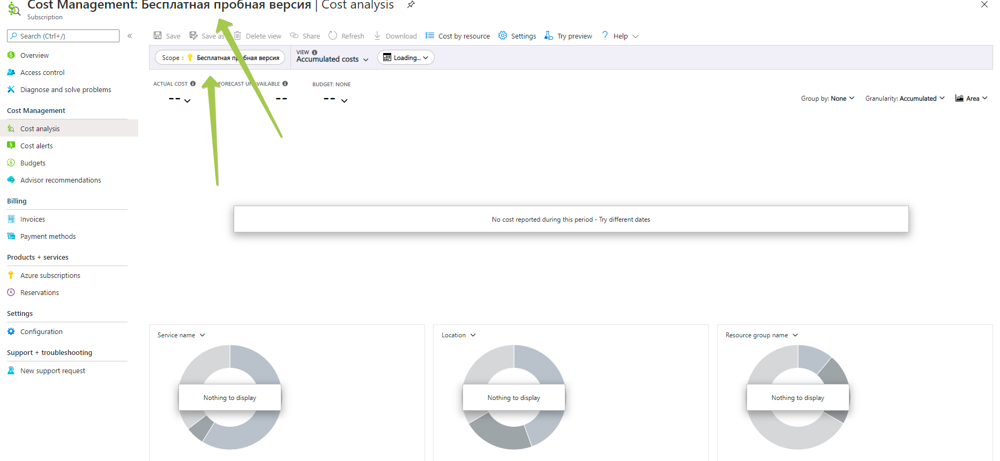 Cost Management: Бесплатная пробная версия | Cost analysis
Subscription
Search (Ctrl+/)
«
Save
Save as
Delete view
Share
Refresh
Download
Cost by resource
Settings
Try preview
? Help
Overview
Access control
Diagnose and solve problems
Cost Management
Cost analysis
Cost alerts
Budgets
Advisor recommendations
Billing
Invoices
Payment methods
Products + services
Azure subscriptions
Reservations
Settings
Configuration
Support + troubleshooting
New support request
Scope : Бесплатная пробная версия
VIEW
Accumulated costs
Loading...
ACTUAL COST
--
FORECAST UNAVAILABLE
--
BUDGET: NONE
--
Group by: None
Granularity: Accumulated
Area
No cost reported during this period - Try different dates
Service name
Nothing to display
Location
Nothing to display
Resource group name
Nothing to display